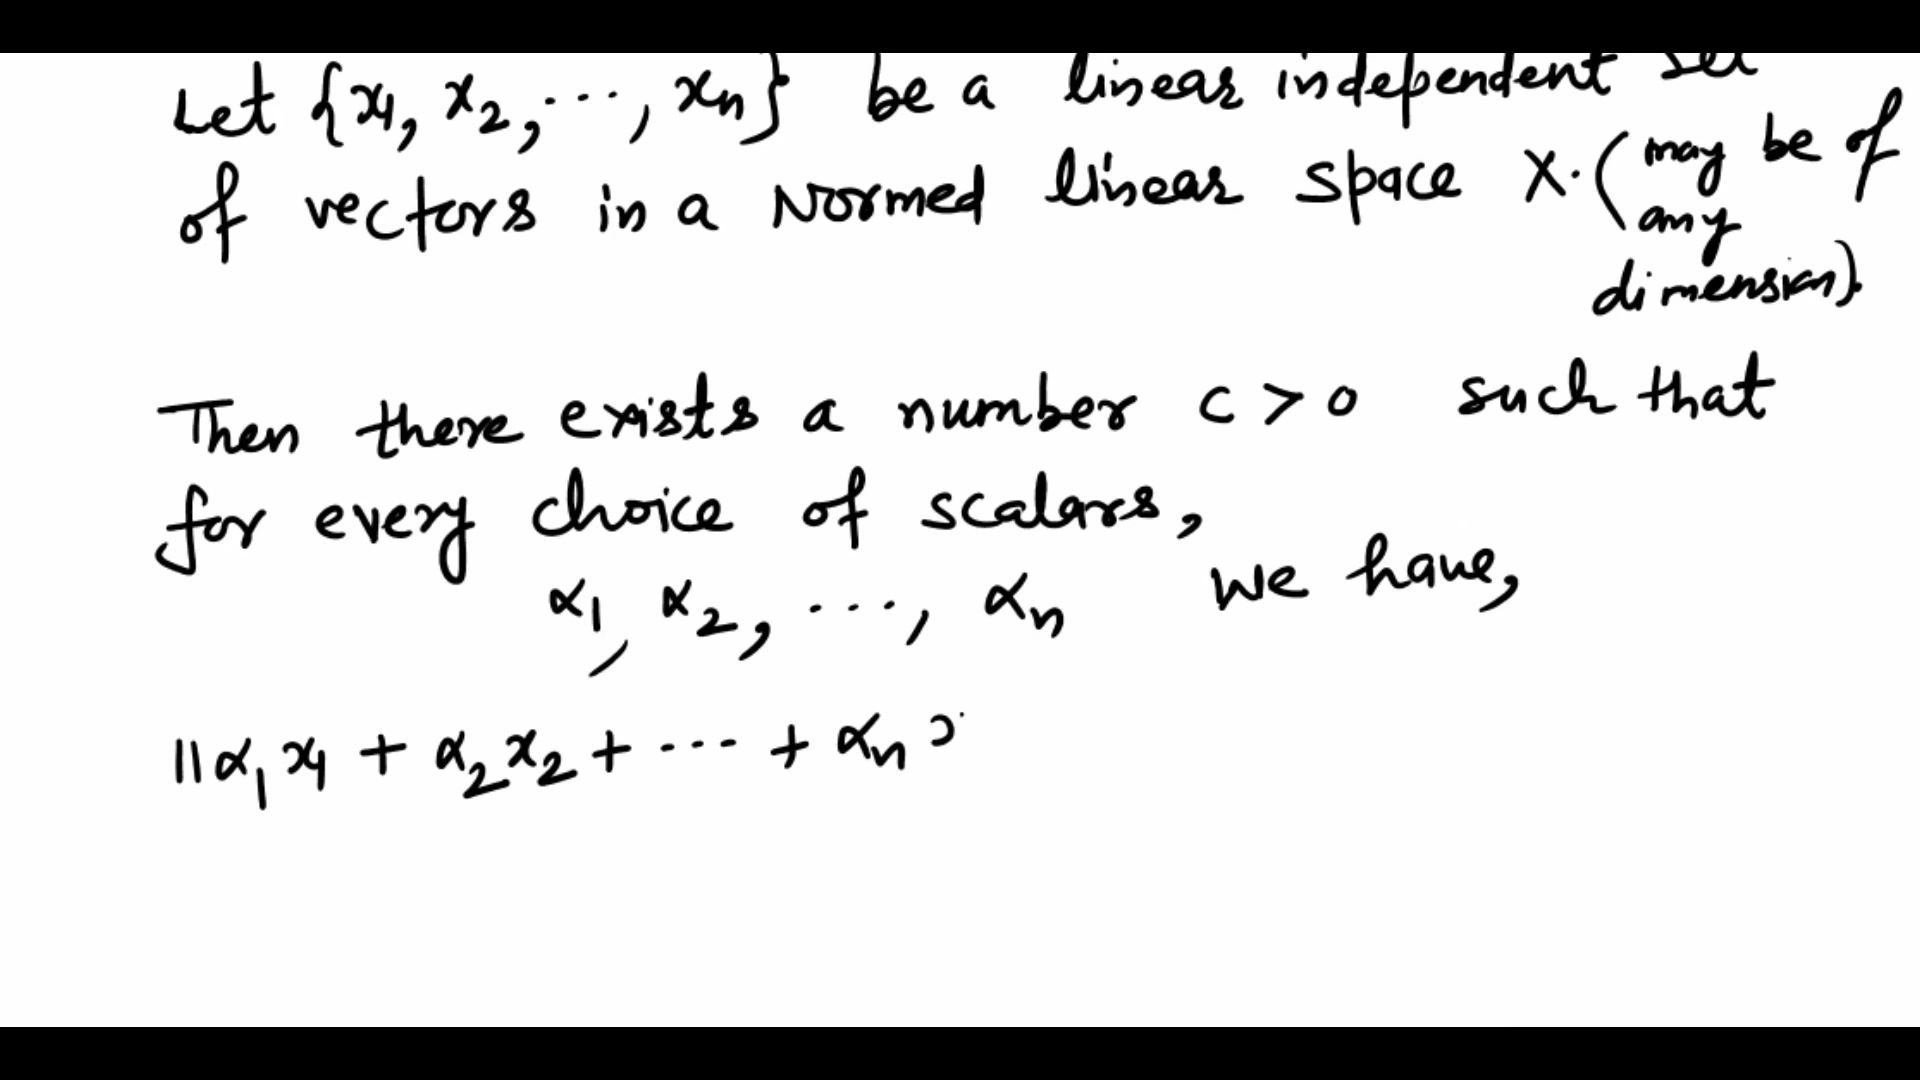 Let {x₁, x₂, ..., xₙ} be a linear independent set
of vectors in a Normed linear space X. (may be of
any
dimension).
Then there exists a number c > 0 such that
for every choice of scalars,
α₁, α₂, ..., αₙ we have,
||α₁x₁ + α₂x₂ + ... + αₙ